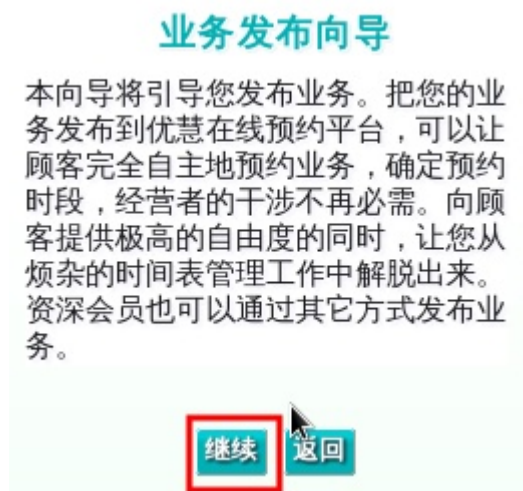 业务发布向导
本向导将引导您发布业务。把您的业
务发布到优慧在线预约平台，可以让
顾客完全自主地预约业务，确定预约
时段，经营者的干涉不再必需。向顾
客提供极高的自由度的同时，让您从
烦杂的时间表管理工作中解脱出来。
资深会员也可以通过其它方式发布业
务。
继续 返回